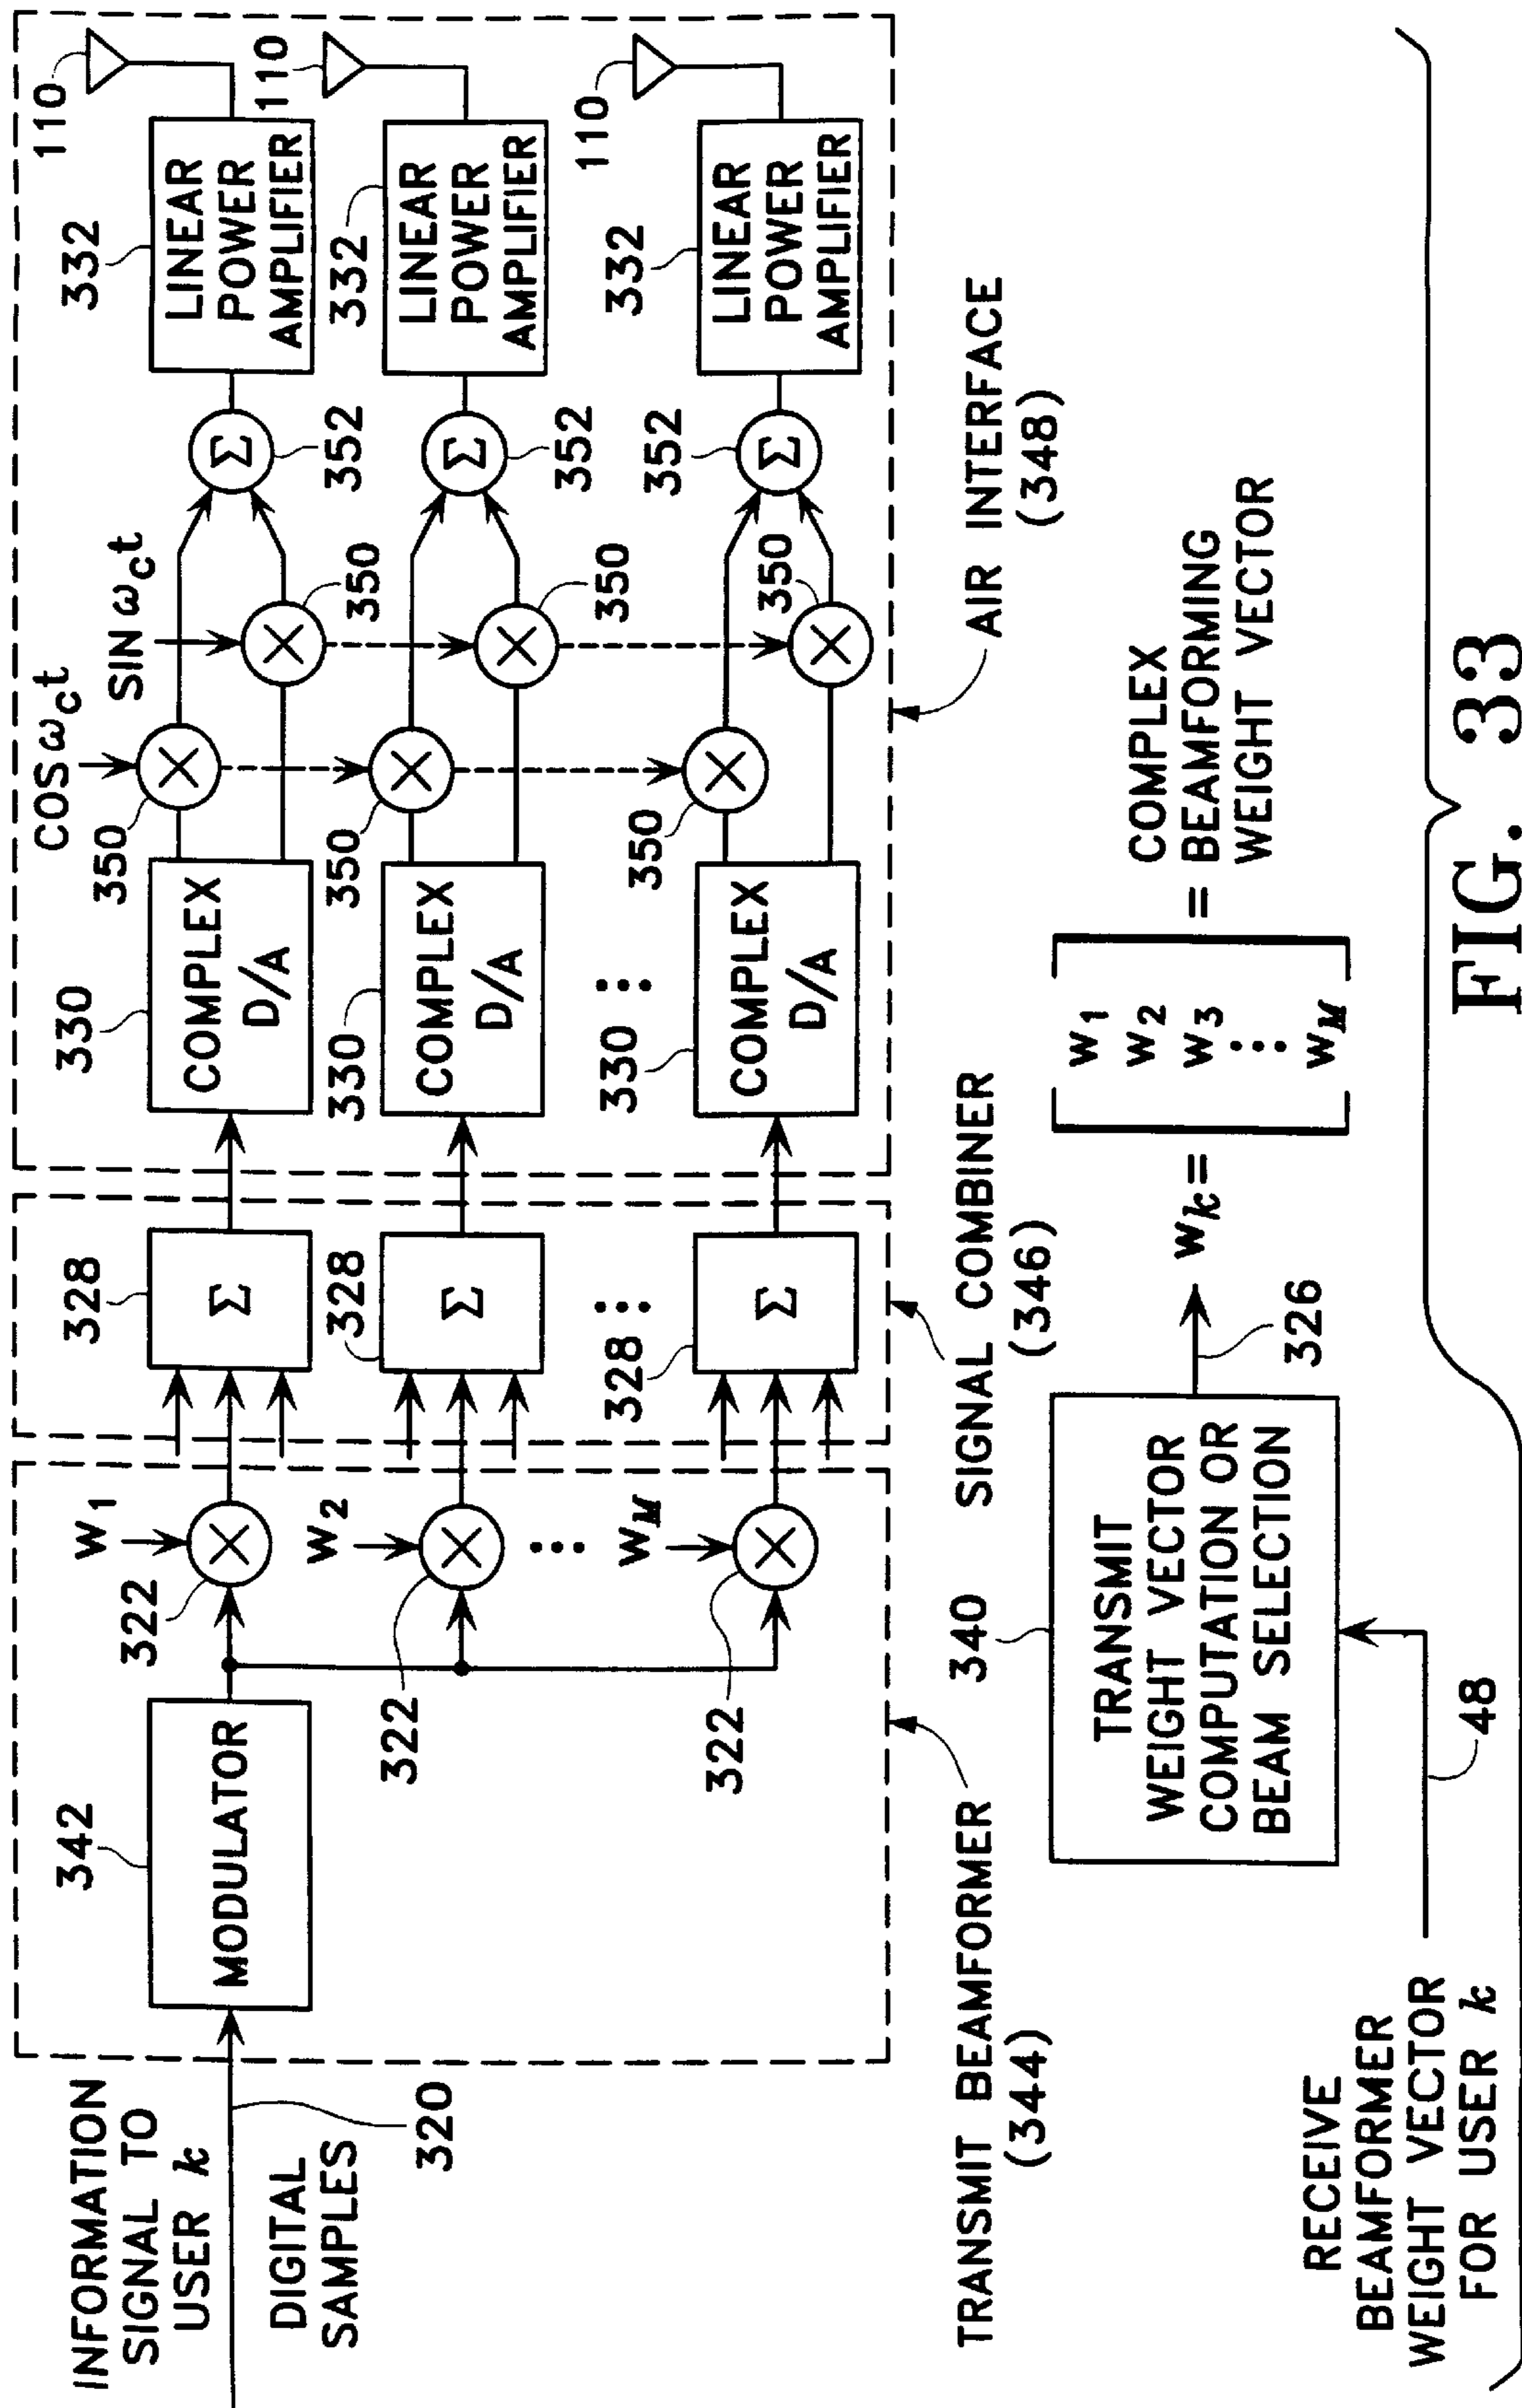 INFORMATION
SIGNAL TO
USER k
DIGITAL
SAMPLES
320
342
MODULATOR
w1
322
w2
322
wM
322
TRANSMIT BEAMFORMER
(344)
328
Σ
328
Σ
328
Σ
SIGNAL COMBINER
(346)
330
COMPLEX
D/A
330
COMPLEX
D/A
330
COMPLEX
D/A
COS ωct
SIN ωct
350
350
350
350
350
350
Σ
352
Σ
352
Σ
352
332
LINEAR
POWER
AMPLIFIER
332
LINEAR
POWER
AMPLIFIER
332
LINEAR
POWER
AMPLIFIER
110
110
110
AIR INTERFACE
(348)
RECEIVE
BEAMFORMER
WEIGHT VECTOR
FOR USER k
48
340
TRANSMIT
WEIGHT VECTOR
COMPUTATION OR
BEAM SELECTION
326
wk =
w1
w2
w3
wM
= COMPLEX
BEAMFORMING
WEIGHT VECTOR
FIG. 33